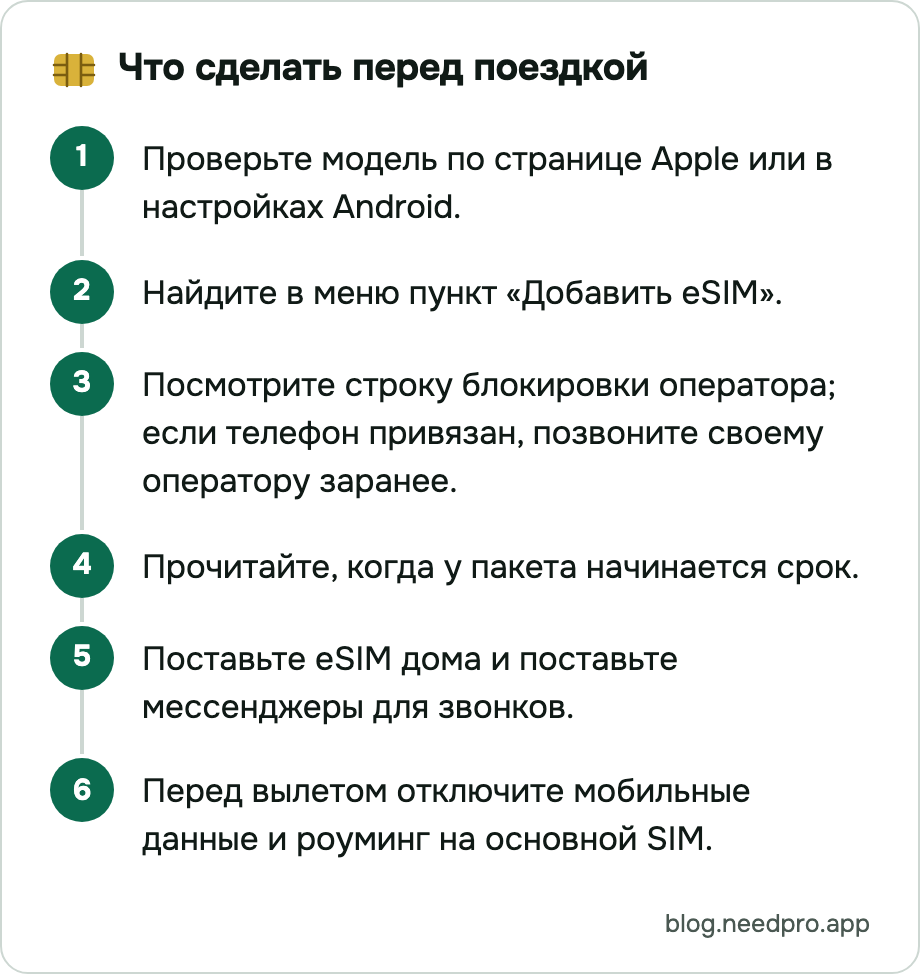 Что сделать перед поездкой
1
Проверьте модель по странице Apple или в
настройках Android.
2
Найдите в меню пункт «Добавить eSIM».
3
Посмотрите строку блокировки оператора;
если телефон привязан, позвоните своему
оператору заранее.
4
Прочитайте, когда у пакета начинается срок.
5
Поставьте eSIM дома и поставьте
мессенджеры для звонков.
6
Перед вылетом отключите мобильные
данные и роуминг на основной SIM.
blog.needpro.app